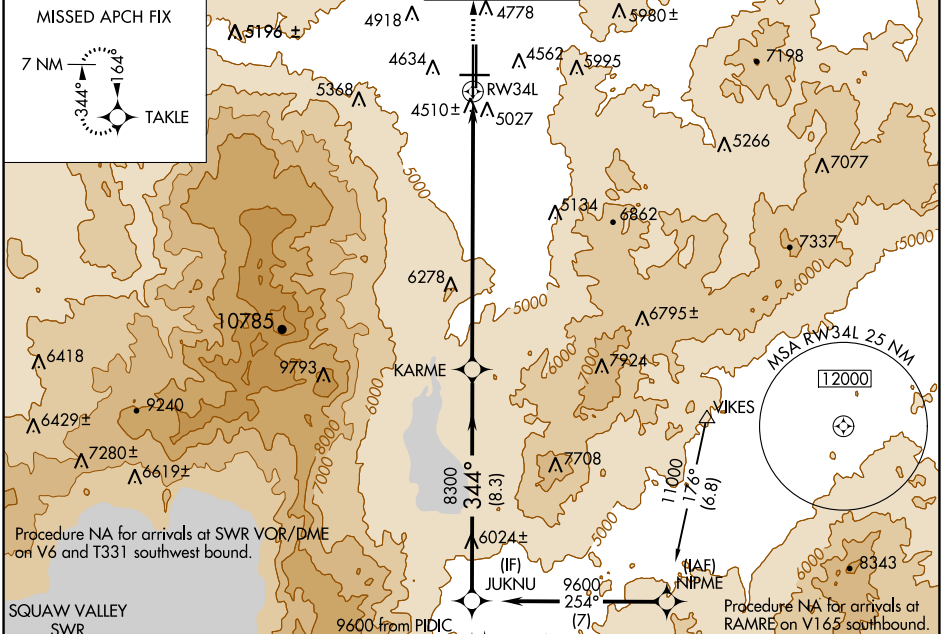 MISSED APCH FIX
7 NM
344°
164°
TAKLE
5196 ±
4918
4778
5980±
4634
4562
5995
7198
5368
RW34L
4510±
5027
5266
7077
5000
5134
6862
7337
5000
6278
6000
5000
10785
6795±
MSA RW34L 25 NM
6418
9793
KARME
6000
7924
12000
9240
6000
VIKES
6429±
8000
7280±
7708
6619±
7000
8300
344°
(8.3)
11000
176°
(6.8)
Procedure NA for arrivals at SWR VOR/DME
on V6 and T331 southwest bound.
6024±
5000
(IF)
JUKNU
9600
254°
(7)
(IAF)
NIPME
6000
8343
SQUAW VALLEY
SWR
9600 from PIDIC
Procedure NA for arrivals at
RAMRE on V165 southbound.